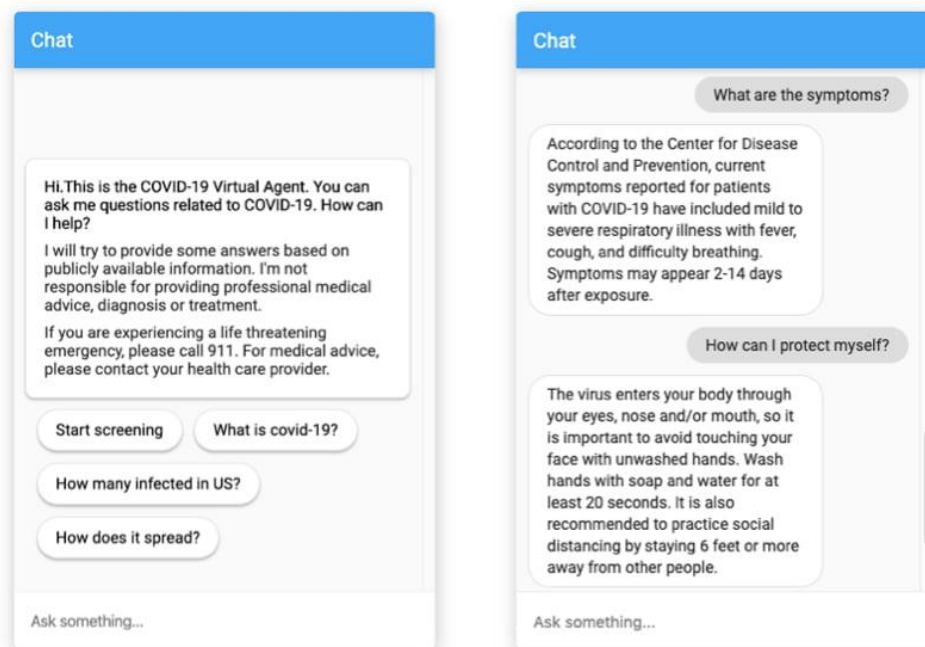 Chat
Hi.This is the COVID-19 Virtual Agent. You can
ask me questions related to COVID-19. How can
I help?
I will try to provide some answers based on
publicly available information. I'm not
responsible for providing professional medical
advice, diagnosis or treatment.
If you are experiencing a life threatening
emergency, please call 911. For medical advice,
please contact your health care provider.
Start screening
What is covid-19?
How many infected in US?
How does it spread?
Ask something...
Chat
What are the symptoms?
According to the Center for Disease
Control and Prevention, current
symptoms reported for patients
with COVID-19 have included mild to
severe respiratory illness with fever,
cough, and difficulty breathing.
Symptoms may appear 2-14 days
after exposure.
How can I protect myself?
The virus enters your body through
your eyes, nose and/or mouth, so it
is important to avoid touching your
face with unwashed hands. Wash
hands with soap and water for at
least 20 seconds. It is also
recommended to practice social
distancing by staying 6 feet or more
away from other people.
Ask something...